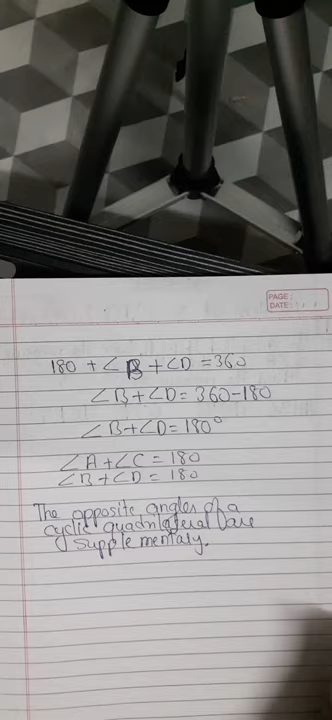 PAGE:
DATE:
180 + ∠B + ∠D = 360
∠B + ∠D = 360-180
∠B + ∠D = 180°
∠A + ∠C = 180
∠B + ∠D = 180
The opposite angles of a
cyclic quadrilateral are
supplementary.